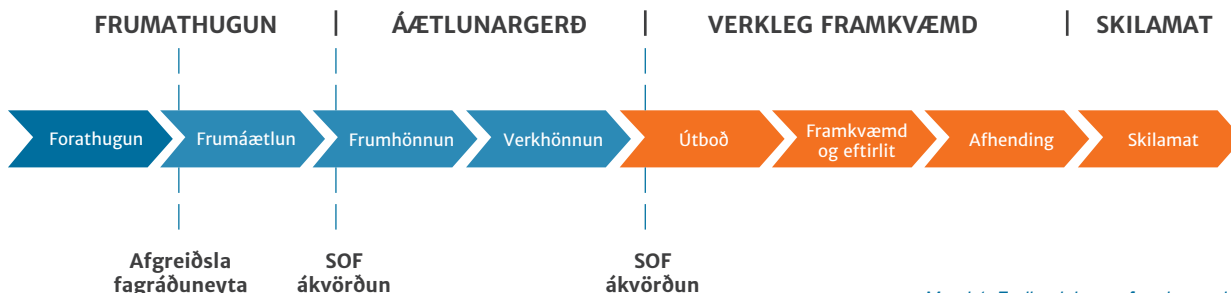 FRUMATHUGUN | ÁÆTLUNARGERÐ | VERKLEG FRAMKVÆMD | SKILAMAT
Forathugun
Frumáætlun
Frumhönnun
Verkhönnun
Útboð
Framkvæmd
og eftirlit
Afhending
Skilamat
Afgreiðsla
fagráðuneyta
SOF
ákvörðun
SOF
ákvörðun